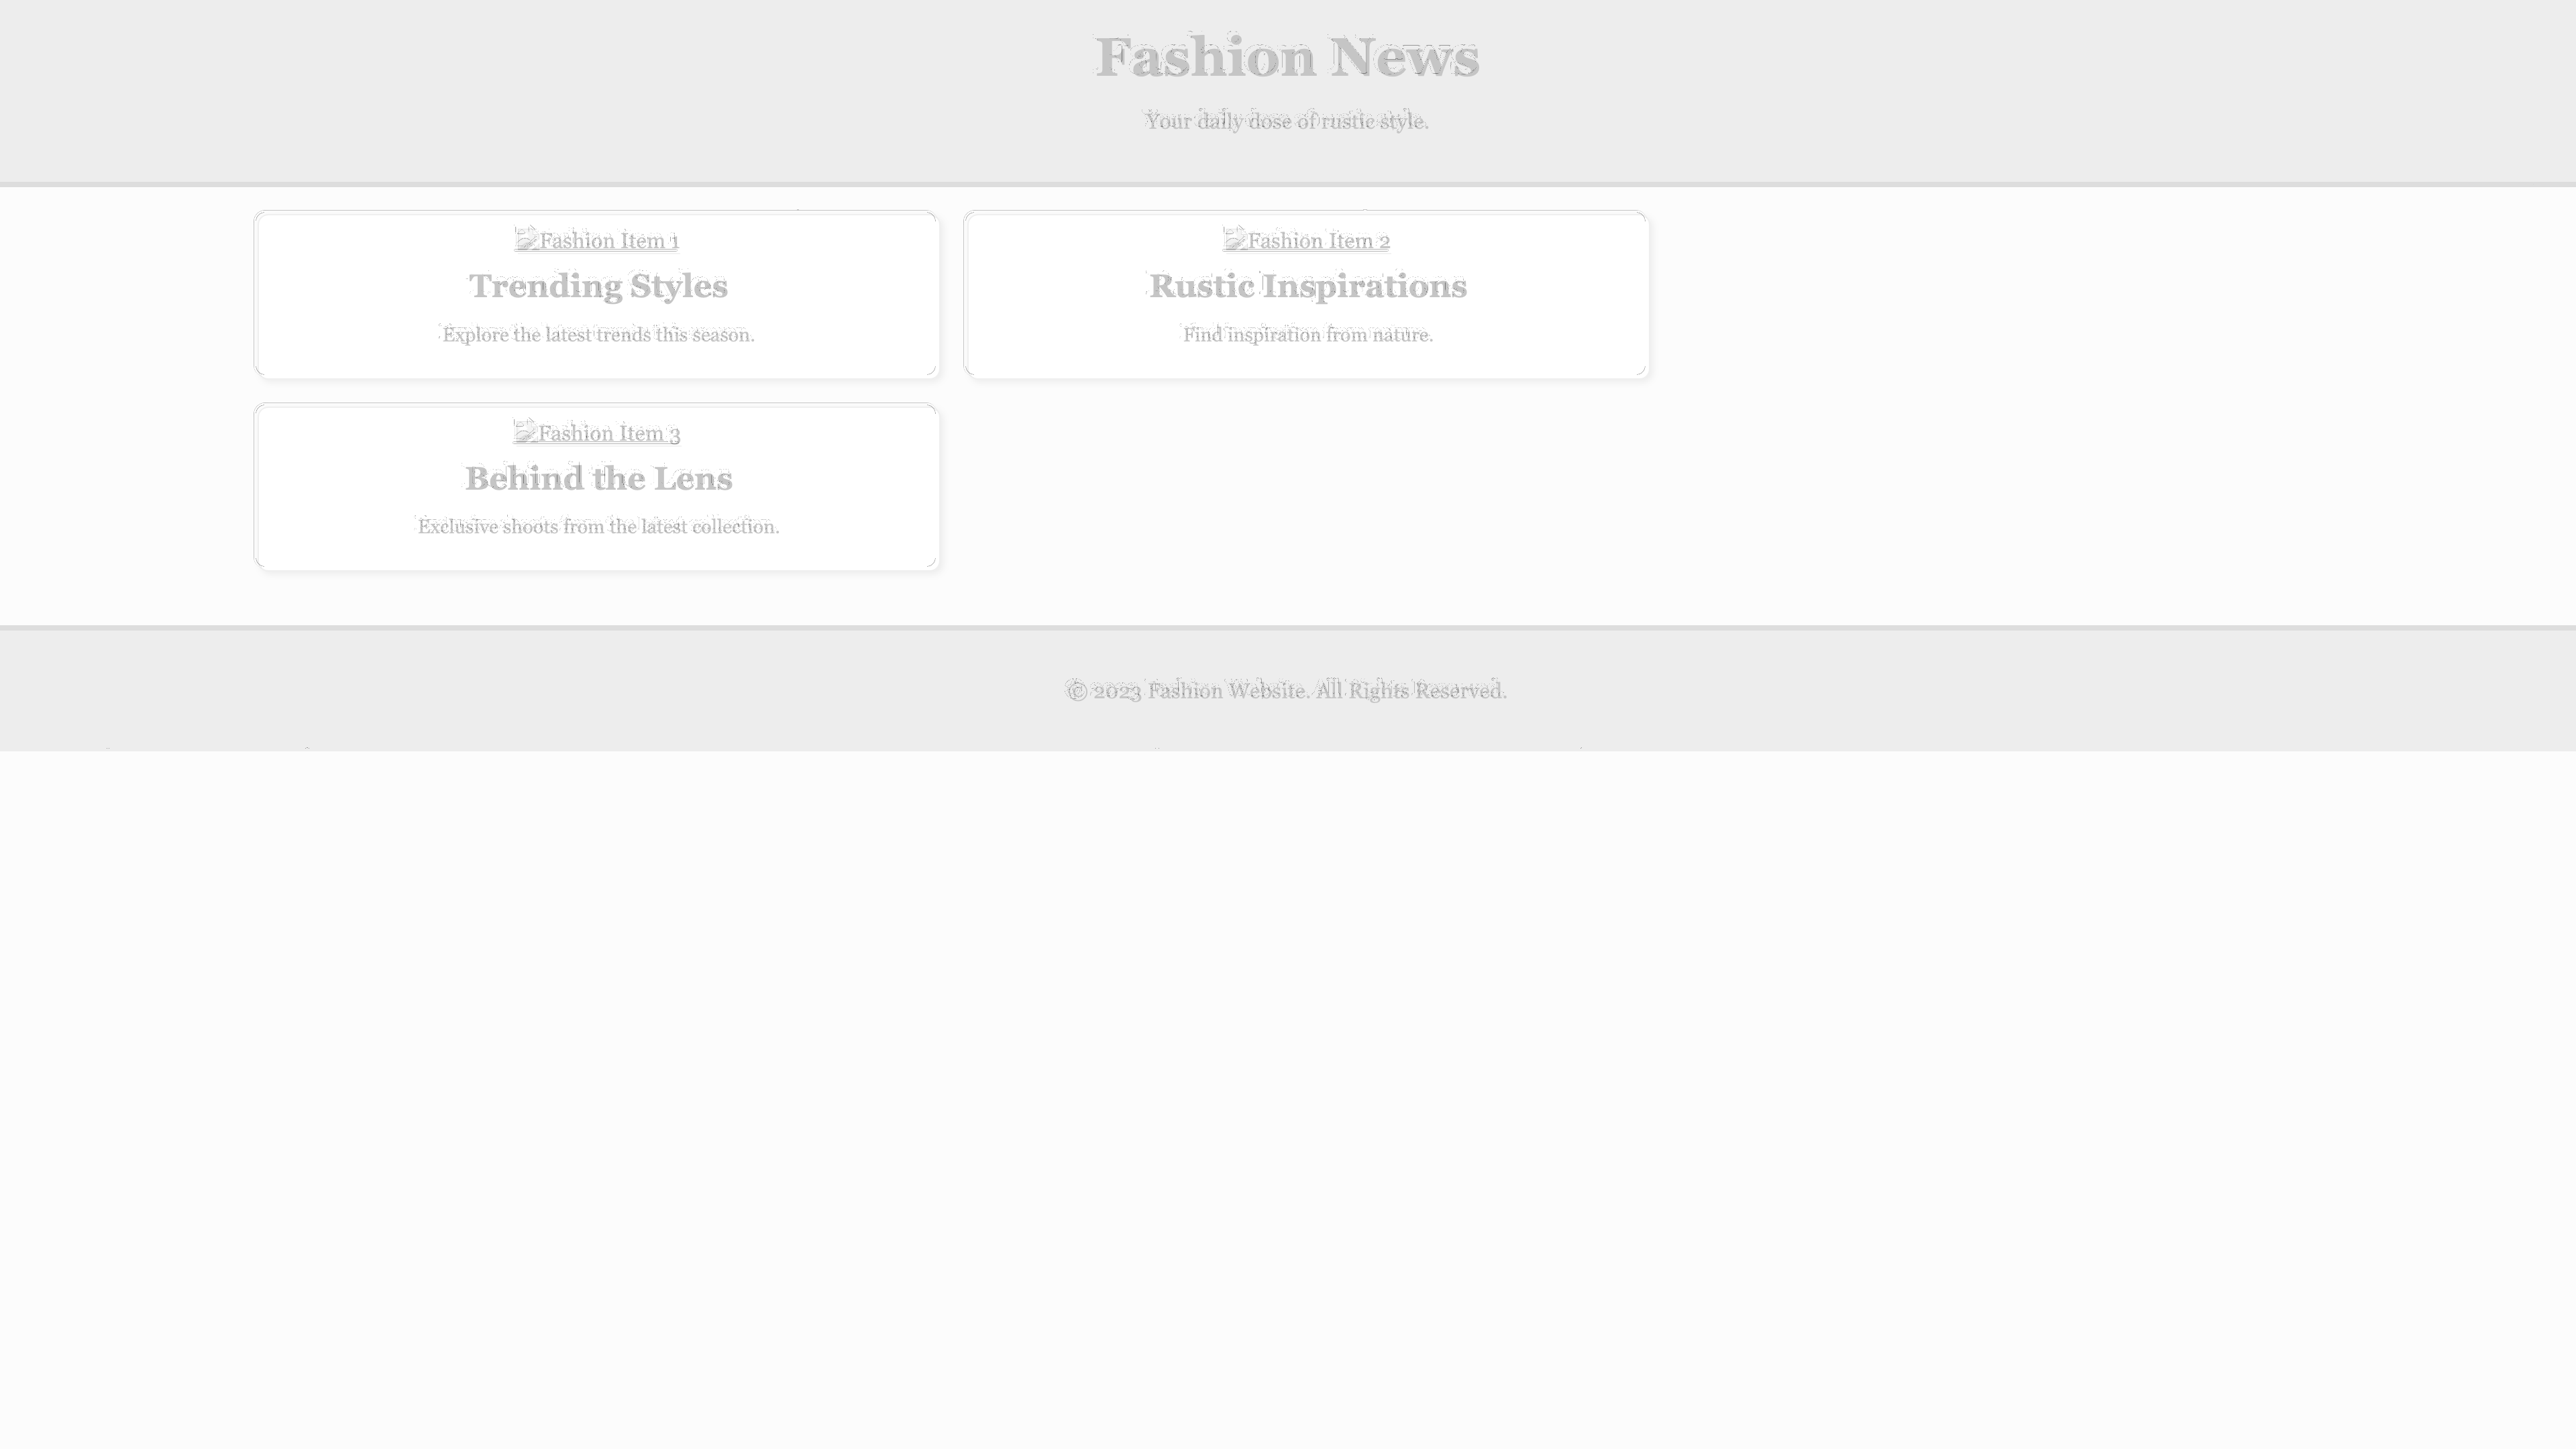 Fashion News
Your daily dose of rustic style.
Fashion Item 1
Trending Styles
Explore the latest trends this season.
Fashion Item 2
Rustic Inspirations
Find inspiration from nature.
Fashion Item 3
Behind the Lens
Exclusive shoots from the latest collection.
© 2023 Fashion Website. All Rights Reserved.